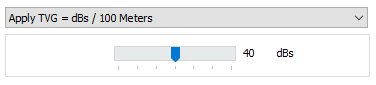 Apply TVG = dBs / 100 Meters
40 dBs